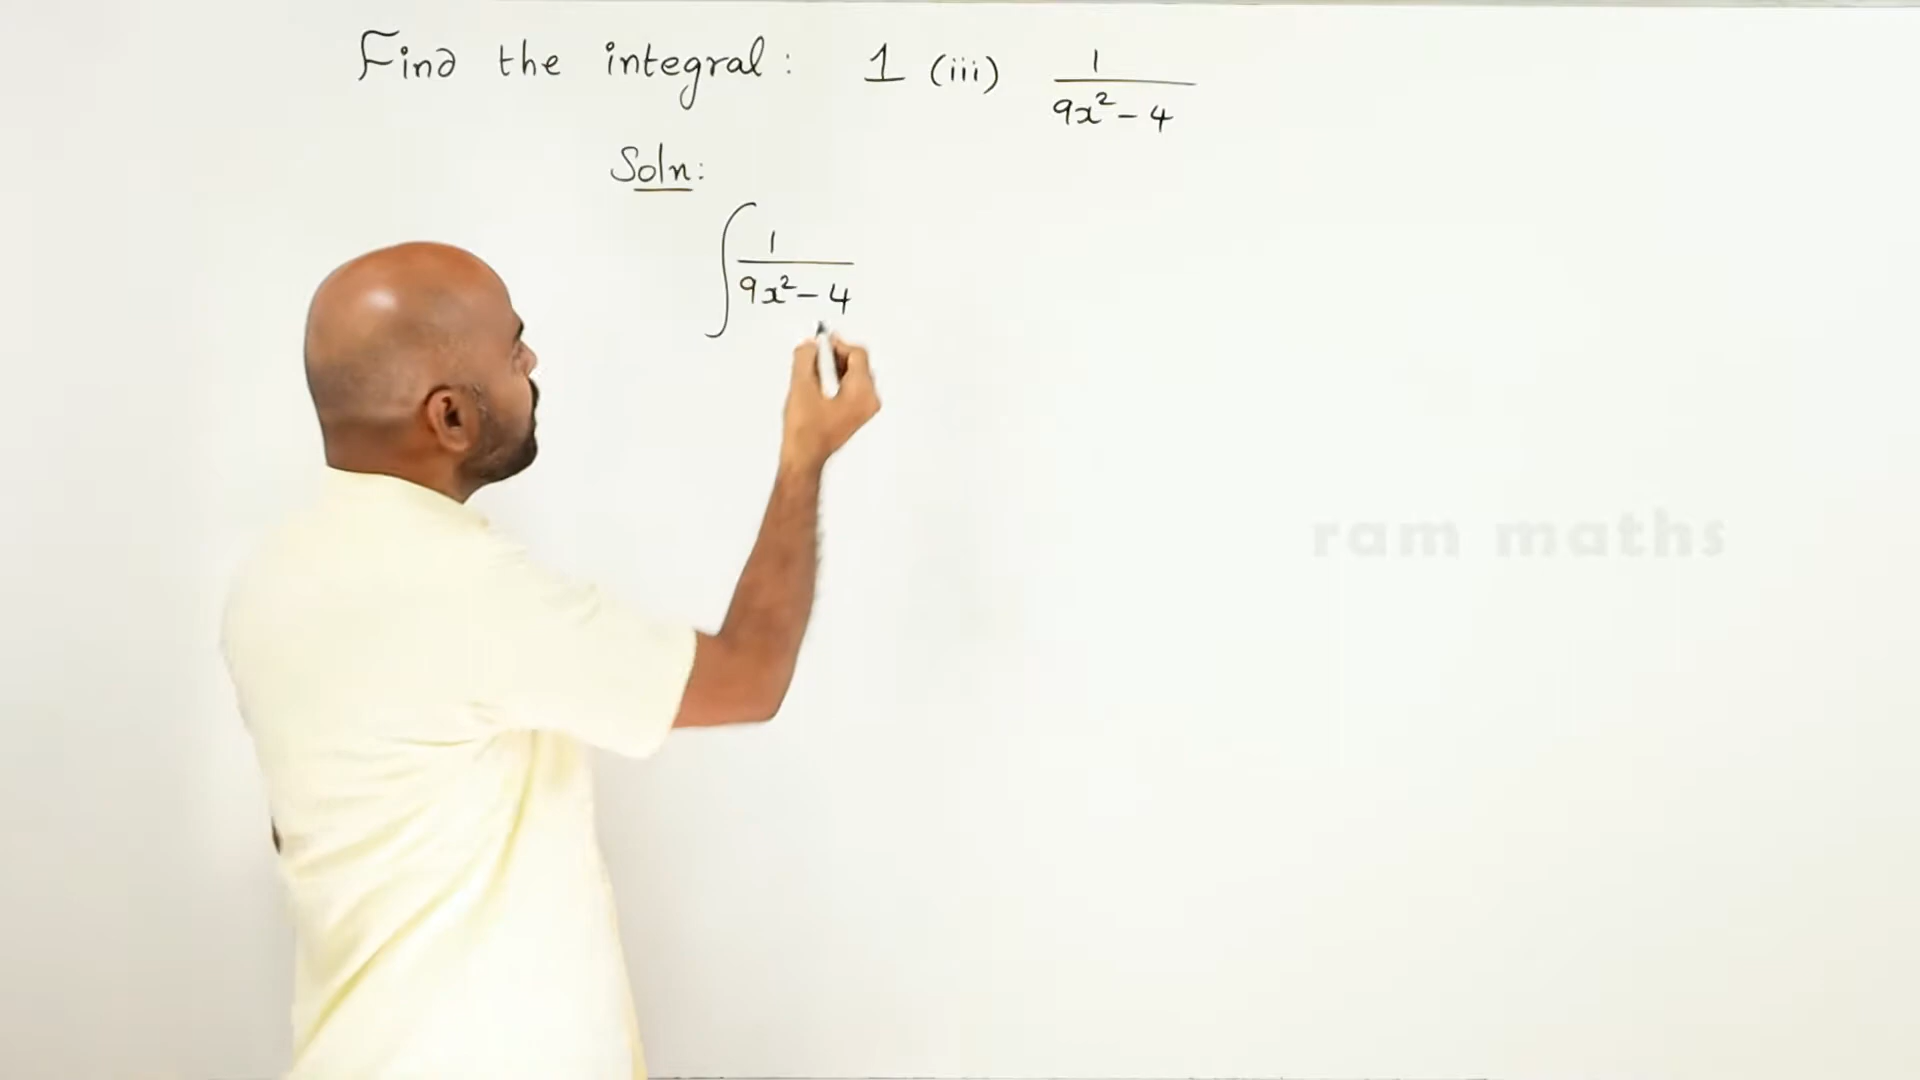 Find the integral: 1 (iii) 1/(9x² - 4)
Soln:
∫ 1/(9x² - 4)
ram maths